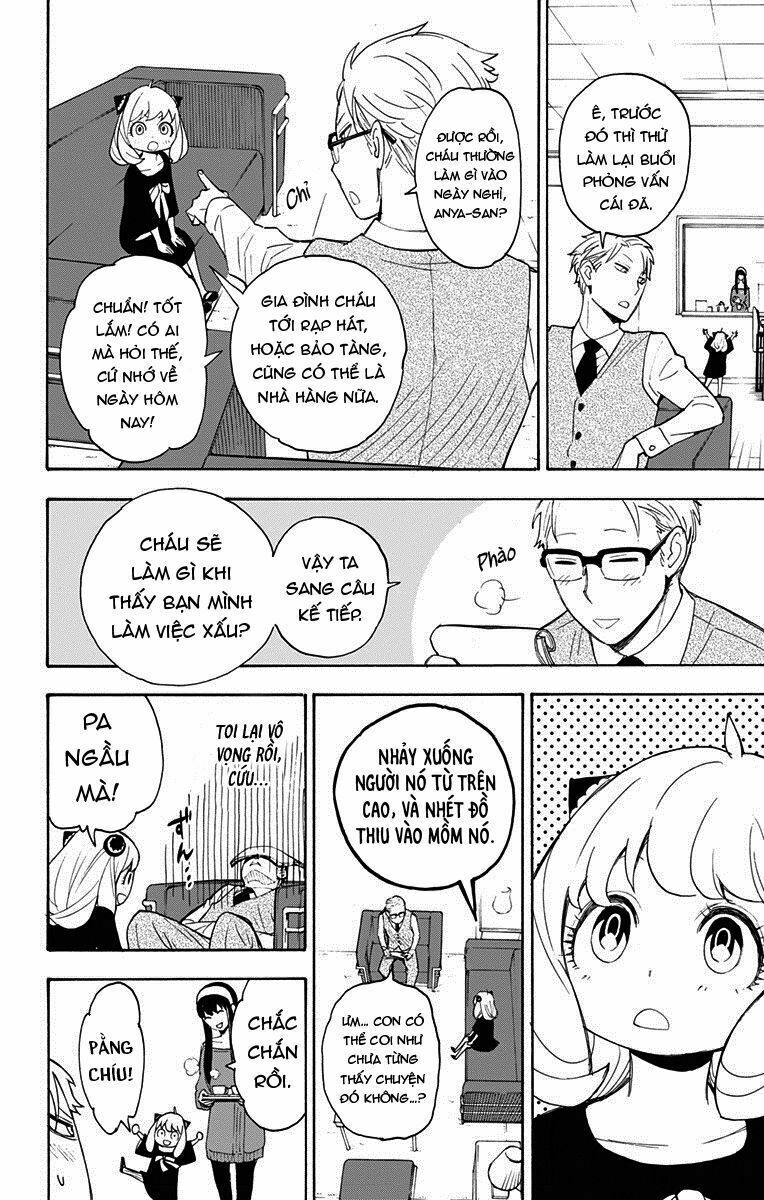 Ê, TRƯỚC
ĐÓ THÌ THỬ
LÀM LẠI BUỔI
PHỎNG VẤN
CÁI ĐÃ.
ĐƯỢC RỒI,
CHÁU THƯỜNG
LÀM GÌ VÀO
NGÀY NGHỈ,
ANYA-SAN?
Chỉ
GIA ĐÌNH CHÁU
TỚI RẠP HÁT,
HOẶC BẢO TÀNG,
CŨNG CÓ THỂ LÀ
NHÀ HÀNG NỮA.
CHUẨN! TỐT
LẮM! CÓ AI
MÀ HỎI THẾ,
CỨ NHỚ VỀ
NGÀY HÔM
NAY!
Phào
VẬY TA
SANG CÂU
KẾ TIẾP.
CHÁU SẼ
LÀM GÌ KHI
THẤY BẠN MÌNH
LÀM VIỆC XẤU?
NHẢY XUỐNG
NGƯỜI NÓ TỪ TRÊN
CAO, VÀ NHÉT ĐỒ
THIU VÀO MỒM NÓ.
ƯM... CON CÓ
THỂ COI NHƯ
CHƯA TỪNG
THẤY CHUYỆN
ĐÓ KHÔNG...?
TOI LẠI VÔ
VỌNG RỒI,
CỨU...
ずーん…
PA
NGẦU
MÀ!
CHẮC
CHẮN
RỒI.
PẰNG
CHÍU!